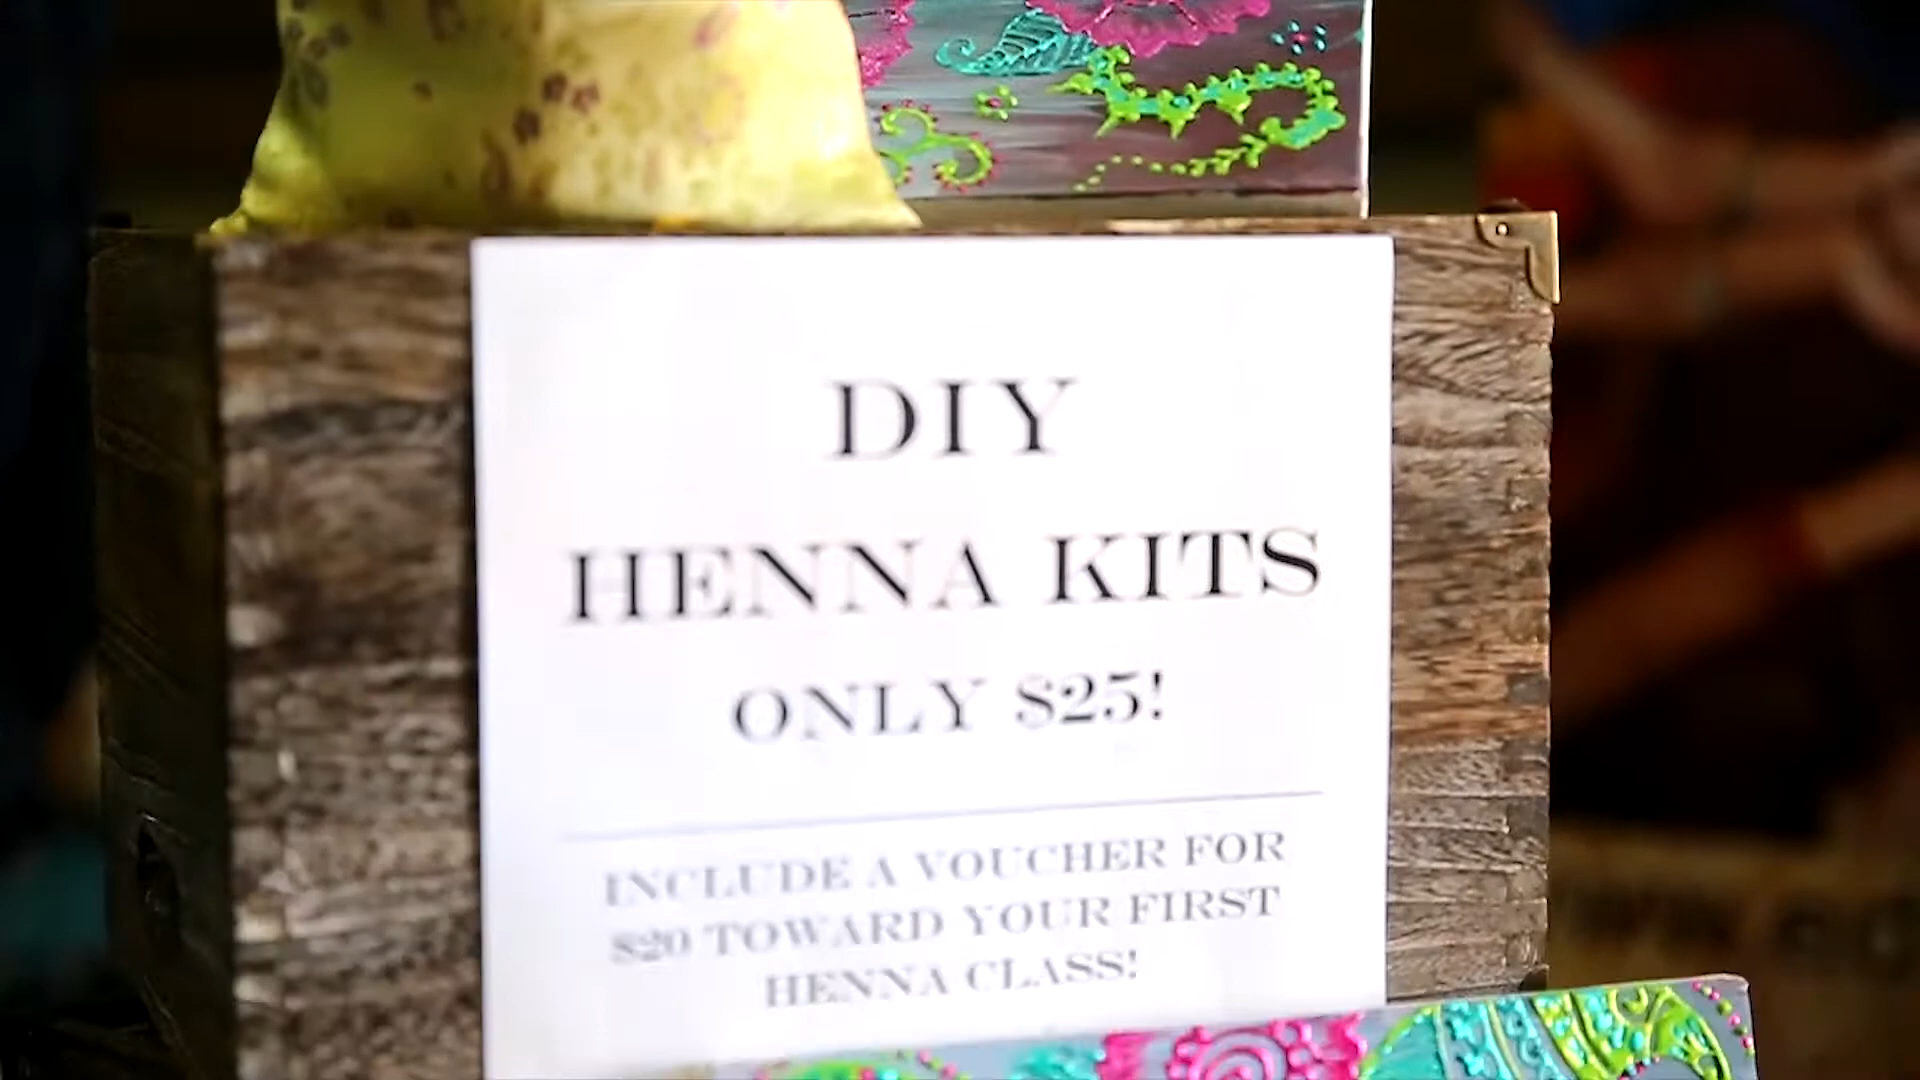 DIY
HENNA KITS
ONLY $25!
INCLUDE A VOUCHER FOR
$20 TOWARD YOUR FIRST
HENNA CLASS!